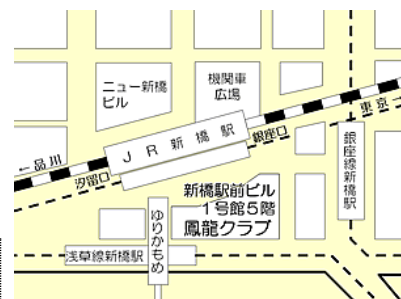 ニュー新橋
ビル
機関車
広場
東京→
JR新橋駅
銀座口
←品川
汐留口
銀座線新橋駅
新橋駅前ビル
1号館5階
鳳龍クラブ
ゆりかもめ
浅草線新橋駅